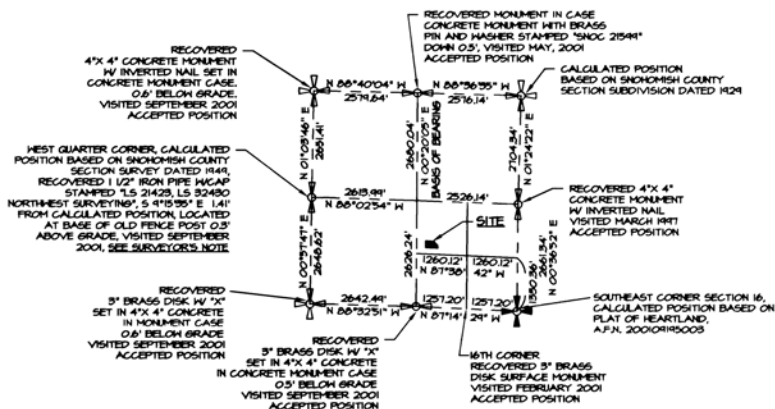 RECOVERED MONUMENT IN CASE
CONCRETE MONUMENT WITH BRASS
PIN AND WASHER STAMPED "SNOC 21599"
DOWN 0.5', VISITED MAY, 2001
ACCEPTED POSITION
RECOVERED
4"X 4" CONCRETE MONUMENT
W/ INVERTED NAIL SET IN
CONCRETE MONUMENT CASE.
0.6' BELOW GRADE.
VISITED SEPTEMBER 2001
ACCEPTED POSITION
CALCULATED POSITION
BASED ON SNOHOMISH COUNTY
SECTION SUBDIVISION DATED 1929
N 88°40'04" W
2579.64'
N 88°36'35" W
2576.14'
N 01°03'46" E
2651.41'
2680.04'
N 00°20'05" E
BASIS OF BEARING
2704.34'
N 01°24'22" E
WEST QUARTER CORNER, CALCULATED
POSITION BASED ON SNOHOMISH COUNTY
SECTION SURVEY DATED 1949,
RECOVERED 1 1/2" IRON PIPE W/CAP
STAMPED "LS 21423, LS 32430
NORTHWEST SURVEYING", S 9°15'55" E 1.41'
FROM CALCULATED POSITION, LOCATED
AT BASE OF OLD FENCE POST 0.3'
ABOVE GRADE, VISITED SEPTEMBER
2001, SEE SURVEYOR'S NOTE
2613.99'
N 88°02'54" W
2526.14'
RECOVERED 4"X 4"
CONCRETE MONUMENT
W/ INVERTED NAIL
VISITED MARCH 1997
ACCEPTED POSITION
SITE
N 00°57'47" E
2648.62'
2626.24'
1260.12' 1260.12'
N 87°38' 42" W
1330.36'
2661.34'
N 00°36'52" E
RECOVERED
3" BRASS DISK W/ "X"
SET IN 4"X 4" CONCRETE
IN MONUMENT CASE
0.6' BELOW GRADE
VISITED SEPTEMBER 2001
ACCEPTED POSITION
2642.49'
N 88°32'51" W
1257.20' 1257.20'
N 87°14' 29" W
SOUTHEAST CORNER SECTION 16,
CALCULATED POSITION BASED ON
PLAT OF HEARTLAND,
A.F.N. 200109195003
RECOVERED
3" BRASS DISK W/ "X"
SET IN 4"X 4" CONCRETE
IN CONCRETE MONUMENT CASE
0.5' BELOW GRADE
VISITED SEPTEMBER 2001
ACCEPTED POSITION
16TH CORNER
RECOVERED 3" BRASS
DISK SURFACE MONUMENT
VISITED FEBRUARY 2001
ACCEPTED POSITION